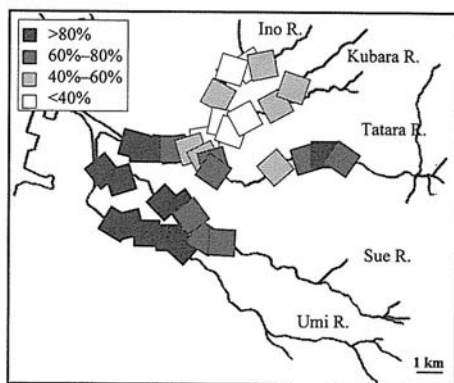 >80%
60%–80%
40%–60%
<40%
Ino R.
Kubara R.
Tatara R.
Sue R.
Umi R.
1 km